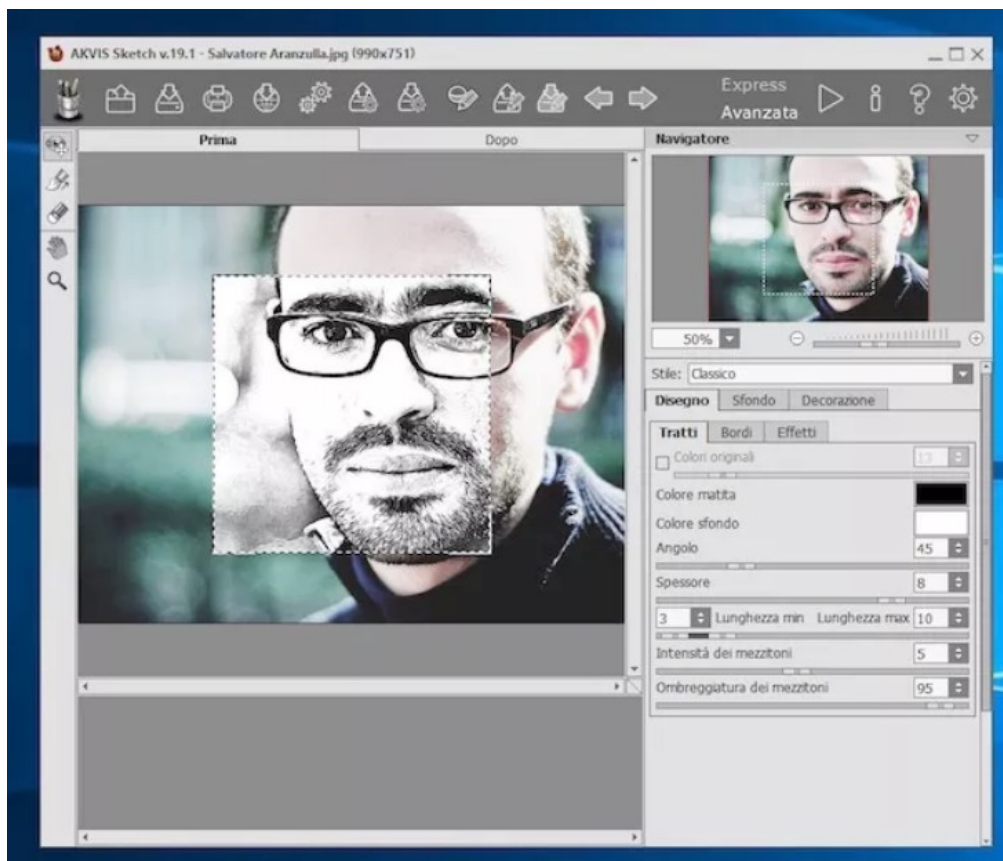 AKVIS Sketch v.19.1 - Salvatore Aranzulla.jpg (990x751)
Express
Avanzata
Prima
Dopo
Navigatore
50%
Stile: Classico
Disegno Sfondo Decorazione
Tratti Bordi Effetti
Colori originali 13
Colore matita
Colore sfondo
Angolo 45
Spessore 8
3 Lunghezza min Lunghezza max 10
Intensità dei mezzitoni 5
Ombreggiatura dei mezzitoni 95